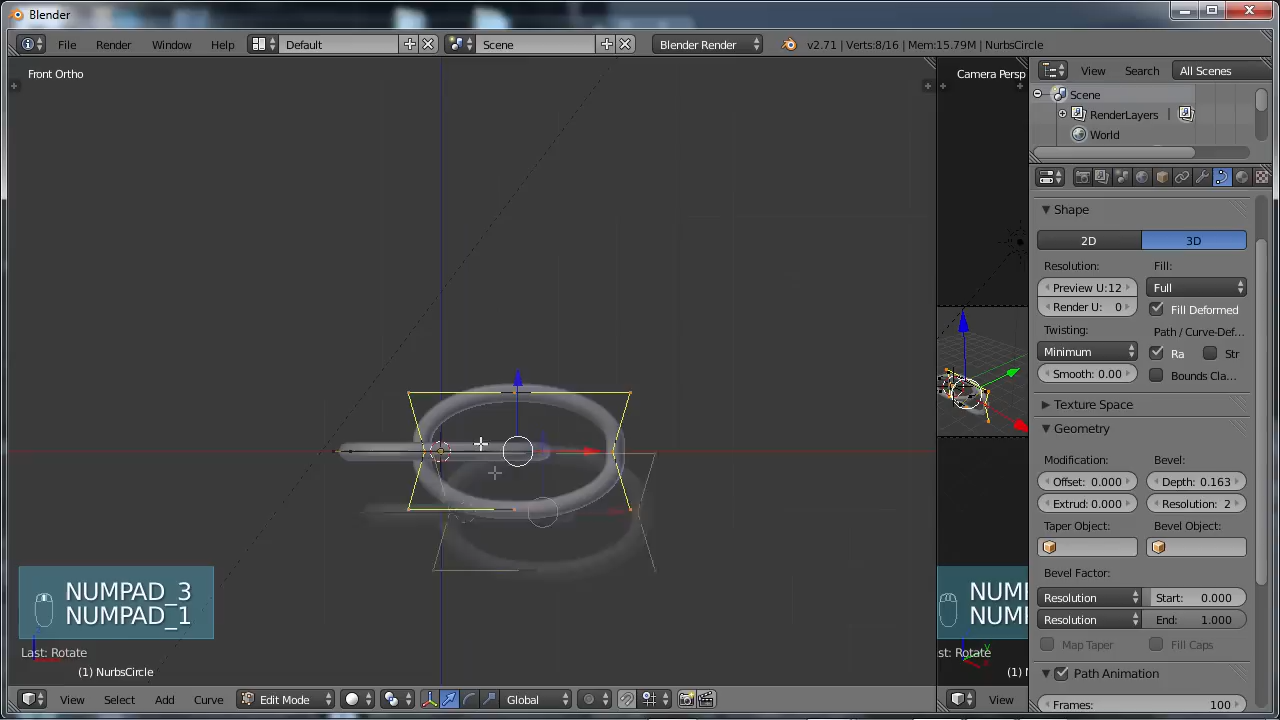 Blender
File Render Window Help Default Scene Blender Render v2.71 | Verts:8/16 | Mem:15.79M | NurbsCircle
Front Ortho
Camera Persp
View Search All Scenes
Scene
RenderLayers |
World
Shape
2D 3D
Resolution: Fill:
Preview U:12 Full
Render U: 0 Fill Deformed
Twisting: Path / Curve-Def...
Minimum Ra Str
Smooth: 0.00 Bounds Cla...
Texture Space
Geometry
Modification: Bevel:
Offset: 0.000 Depth: 0.163
Extrud: 0.000 Resolution: 2
Taper Object: Bevel Object:
Bevel Factor:
Resolution Start: 0.000
Resolution End: 1.000
Map Taper Fill Caps
Path Animation
Frames: 100
NUMPAD_3
NUMPAD_1
Last: Rotate
(1) NurbsCircle
NUM
NUM
st: Rotate
(1) N
View Select Add Curve Edit Mode Global
View